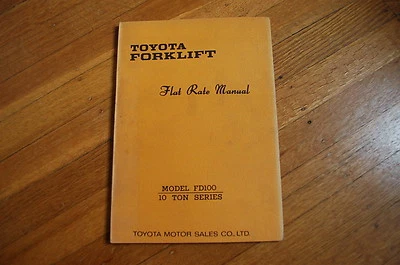 TOYOTA
FORKLIFT
Flat Rate Manual
MODEL FD100
10 TON SERIES
TOYOTA MOTOR SALES CO., LTD.